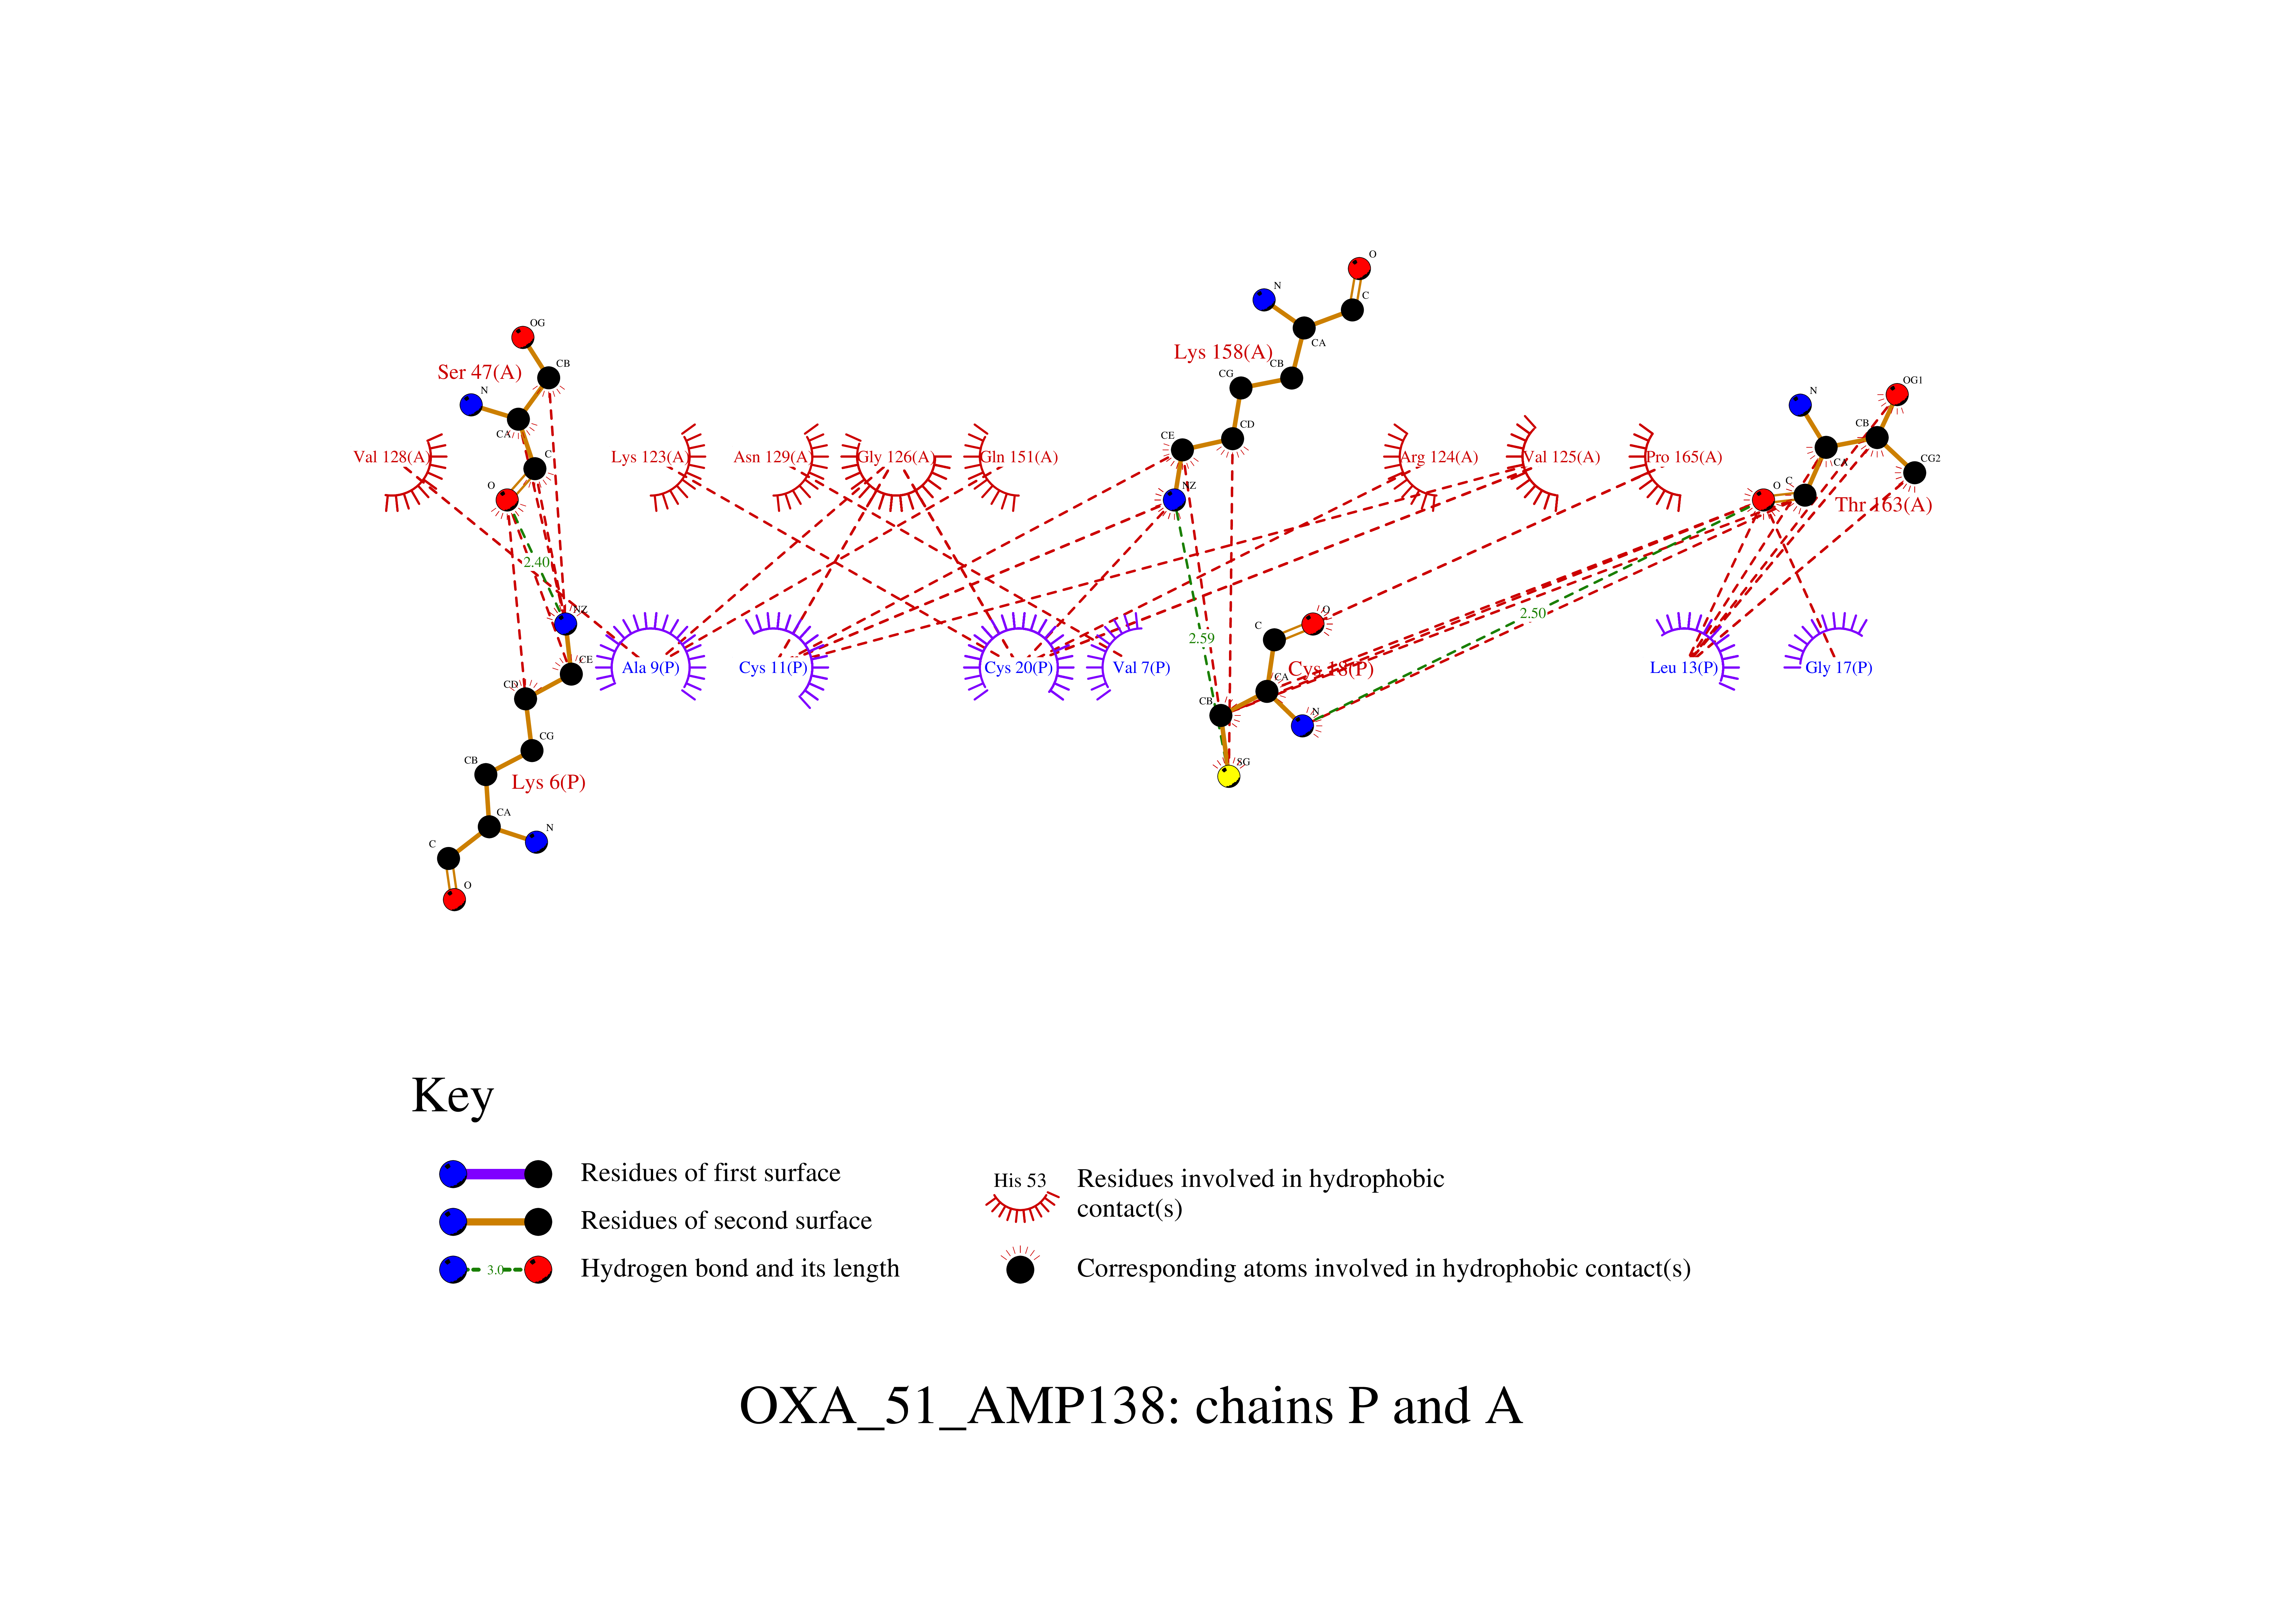 O
N
C
OG
CA
Lys 158(A)
CB
CB
CG
Ser 47(A)
OG1
N
N
CD
CB
CE
CA
C
Val 128(A)
Lys 123(A)
Asn 129(A)
Gly 126(A)
Gln 151(A)
Arg 124(A)
Val 125(A)
Pro 165(A)
CA
CG2
O
NZ
O
C
Thr 163(A)
2.40
NZ
O
2.50
C
2.59
CE
Ala 9(P)
Cys 11(P)
Cys 20(P)
Val 7(P)
Cys 18(P)
Leu 13(P)
Gly 17(P)
CD
CA
CB
N
CG
CB
SG
Lys 6(P)
CA
N
C
O
Key
Residues of first surface
Residues of second surface
3.0
Hydrogen bond and its length
His 53
Residues involved in hydrophobic
contact(s)
Corresponding atoms involved in hydrophobic contact(s)
OXA_51_AMP138: chains P and A